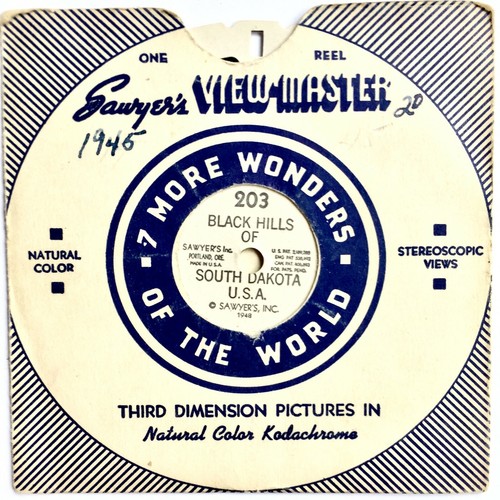 ONE REEL
Sawyer's VIEW-MASTER
1945
20
7 MORE WONDERS
OF THE WORLD
203
BLACK HILLS
OF
SAWYER'S Inc.
PORTLAND, ORE.
MADE IN U.S.A.
SOUTH DAKOTA
U.S.A.
© SAWYER'S, INC.
1948
NATURAL
COLOR
STEREOSCOPIC
VIEWS
THIRD DIMENSION PICTURES IN
Natural Color Kodachrome